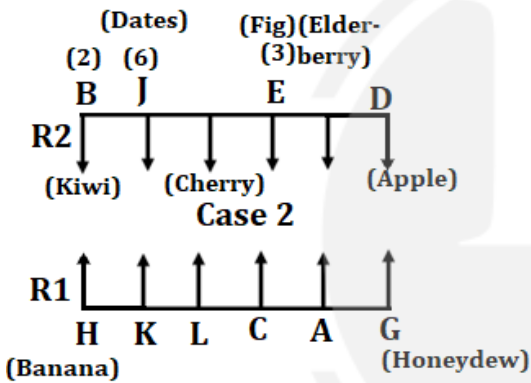 (Dates) (Fig)(Elder-
(2) (6) (3)berry)
B J E D
R2
(Kiwi) (Cherry) (Apple)
Case 2
R1
H K L C A G
(Banana) (Honeydew)